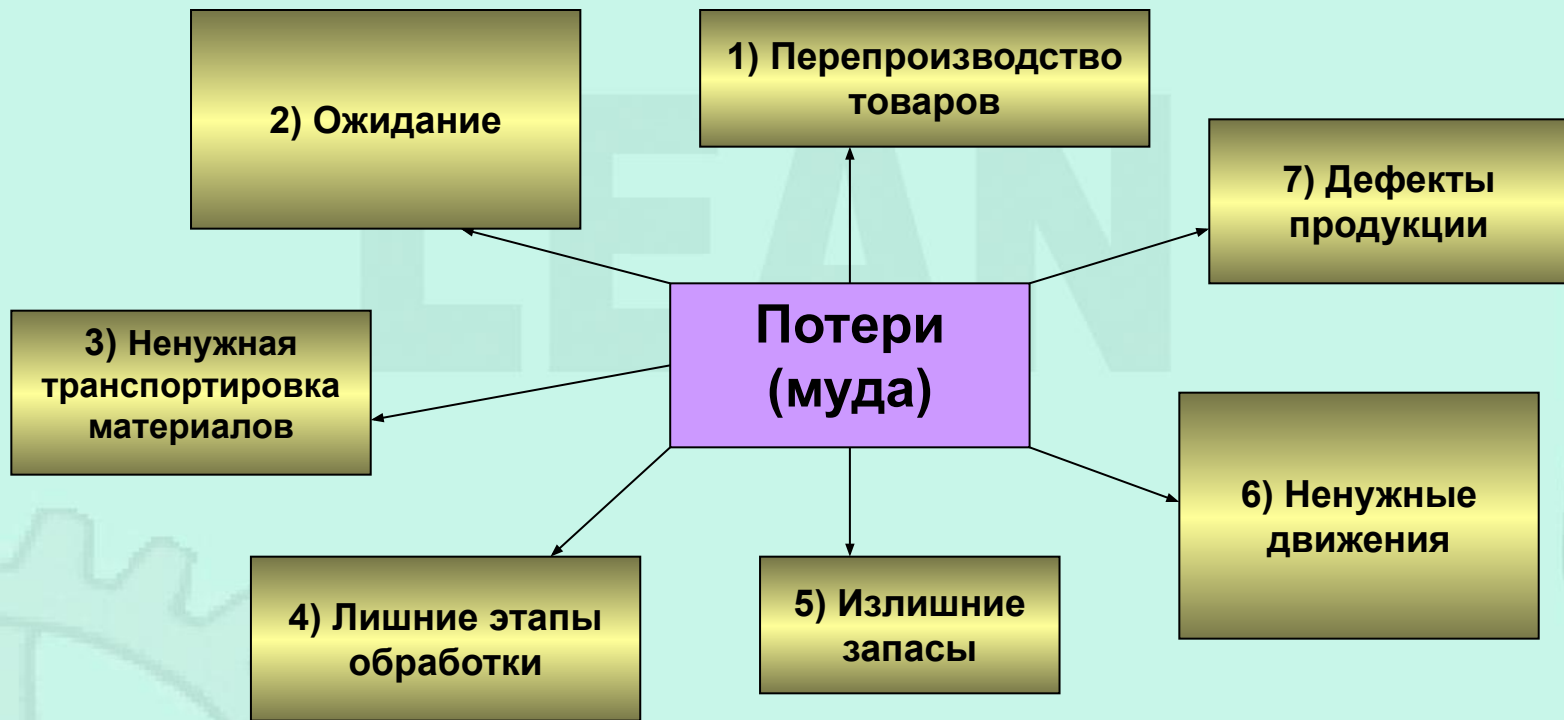 1) Перепроизводство
товаров
2) Ожидание
3) Ненужная
транспортировка
материалов
4) Лишние этапы
обработки
5) Излишние
запасы
6) Ненужные
движения
7) Дефекты
продукции
Потери
(муда)
LEAN